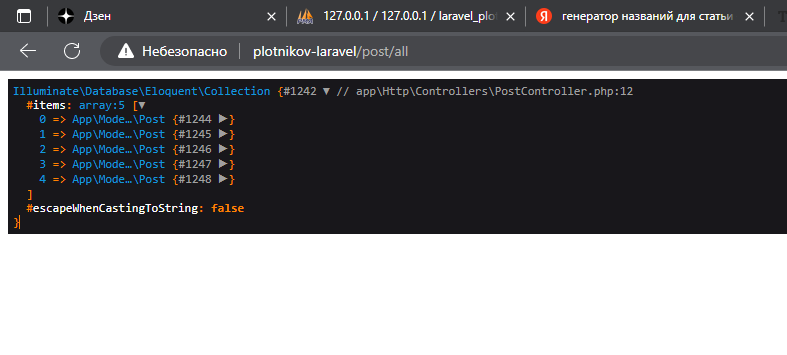 Дзен
127.0.0.1 / 127.0.0.1 / laravel_plo
генератор названий для статьи
Небезопасно plotnikov-laravel/post/all
Illuminate\Database\Eloquent\Collection {#1242 ▼ // app\Http\Controllers\PostController.php:12
#items: array:5 [▼
0 => App\Mode…\Post {#1244 ▶}
1 => App\Mode…\Post {#1245 ▶}
2 => App\Mode…\Post {#1246 ▶}
3 => App\Mode…\Post {#1247 ▶}
4 => App\Mode…\Post {#1248 ▶}
]
#escapeWhenCastingToString: false
}